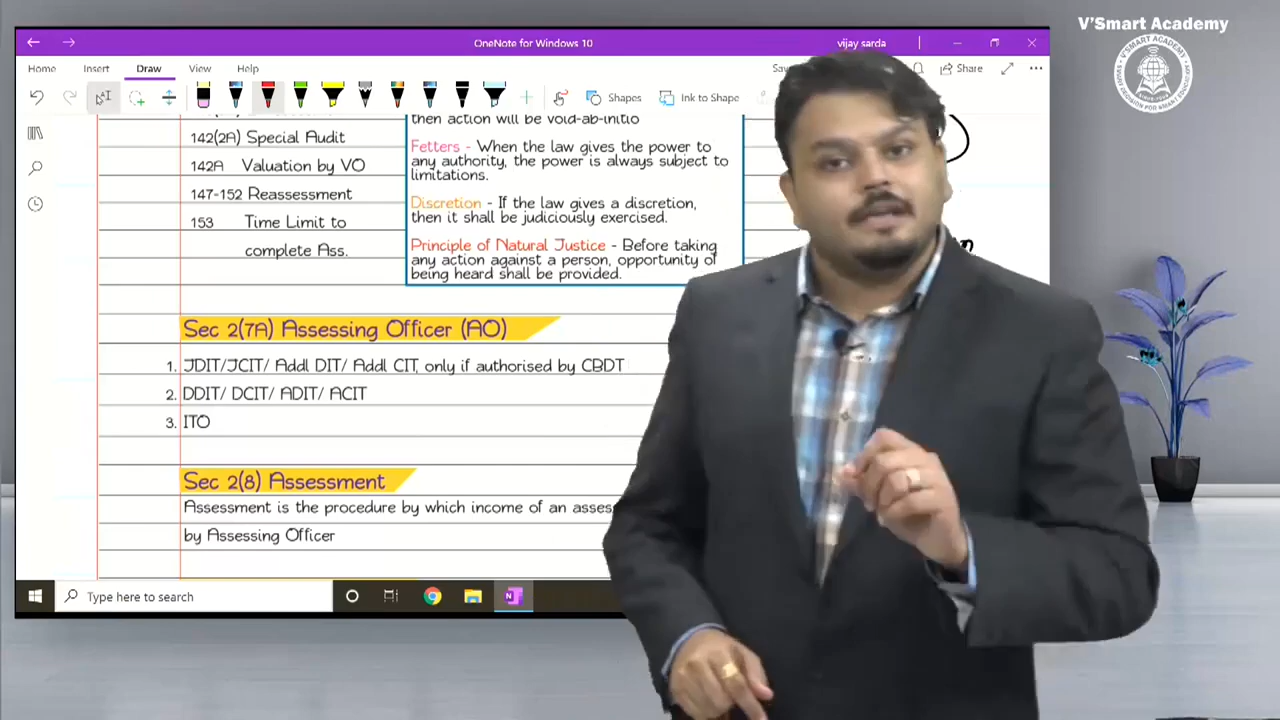 V'Smart Academy
OneNote for Windows 10
vijay sarda
Home Insert Draw View Help
Share
Shapes Ink to Shape
then action will be void-ab-initio
142(2A) Special Audit
142A Valuation by VO
147-152 Reassessment
153 Time Limit to
complete Ass.
Fetters - When the law gives the power to
any authority, the power is always subject to
limitations.
Discretion - If the law gives a discretion,
then it shall be judiciously exercised.
Principle of Natural Justice - Before taking
any action against a person, opportunity of
being heard shall be provided.
Sec 2(7A) Assessing Officer (AO)
1. JDIT/JCIT/ Addl DIT/ Addl CIT, only if authorised by CBDT
2. DDIT/ DCIT/ ADIT/ ACIT
3. ITO
Sec 2(8) Assessment
Assessment is the procedure by which income of an
by Assessing Officer
Type here to search